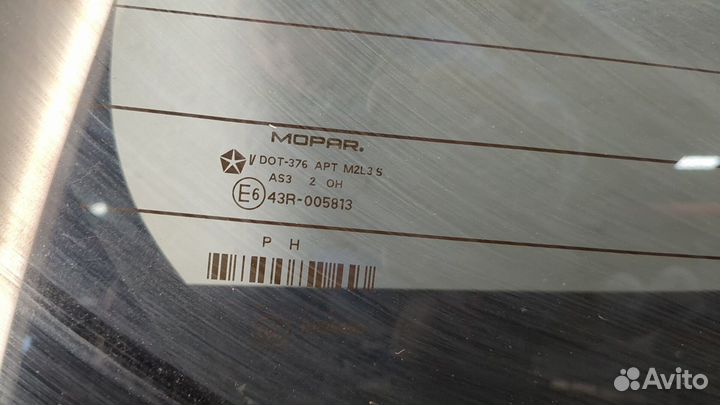 MOPAR.
V DOT-376 APT M2L3 S
AS3 2 OH
E6 43R-005813
P H
Avito